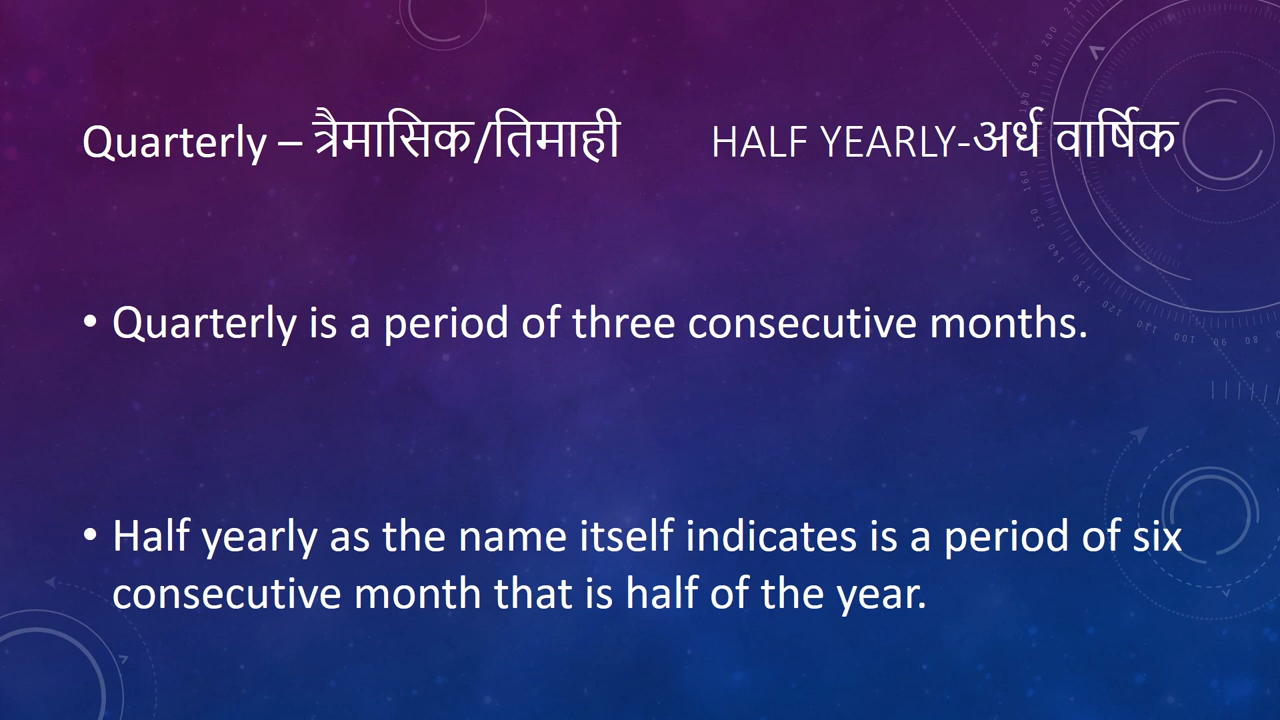 Quarterly – त्रैमासिक/तिमाही HALF YEARLY-अर्ध वार्षिक
• Quarterly is a period of three consecutive months.
• Half yearly as the name itself indicates is a period of six
consecutive month that is half of the year.